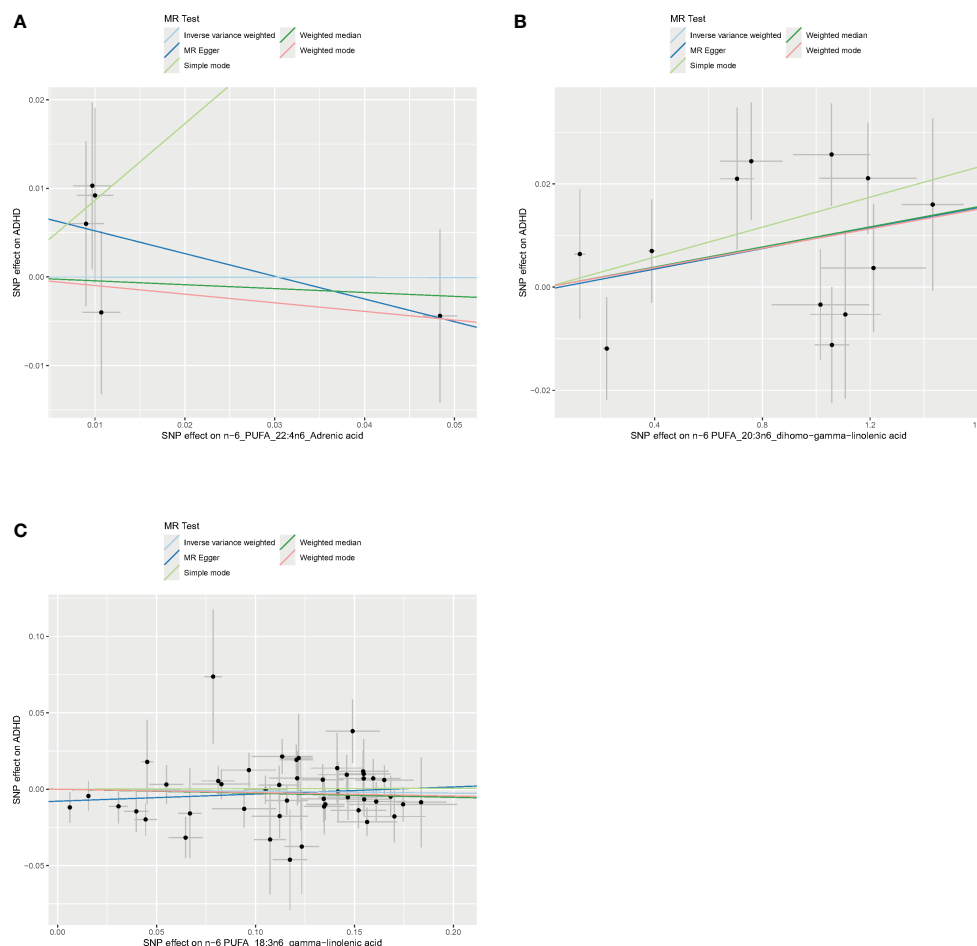 A
MR Test
Inverse variance weighted
Weighted median
MR Egger
Weighted mode
Simple mode
0.02
0.01
0.00
−0.01
SNP effect on ADHD
0.01
0.02
0.03
0.04
0.05
SNP effect on n−6_PUFA_22:4n6_Adrenic acid
B
MR Test
Inverse variance weighted
Weighted median
MR Egger
Weighted mode
Simple mode
0.02
0.00
−0.02
SNP effect on ADHD
0.4
0.8
1.2
SNP effect on n−6 PUFA_20:3n6_dihomo−gamma−linolenic acid
C
MR Test
Inverse variance weighted
Weighted median
MR Egger
Weighted mode
Simple mode
0.10
0.05
0.00
−0.05
SNP effect on ADHD
0.00
0.05
0.10
0.15
0.20
SNP effect on n−6 PUFA_18:3n6_gamma−linolenic acid